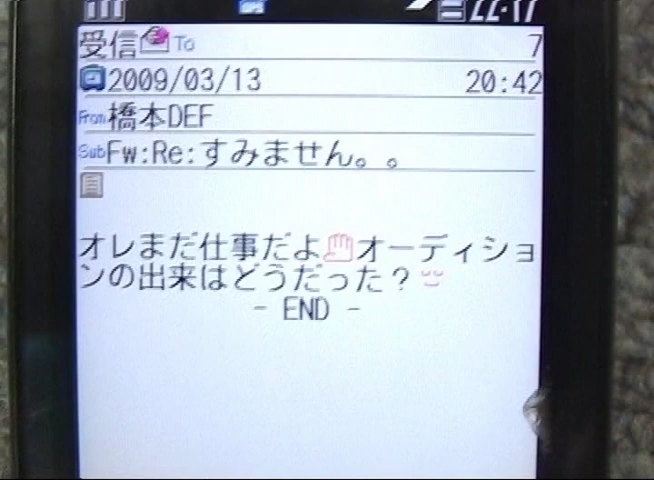 22:17
受信 To 7
2009/03/13 20:42
From 橋本DEF
Sub Fw:Re:すみません。。
オレまだ仕事だよオーディショ
ンの出来はどうだった？
- END -